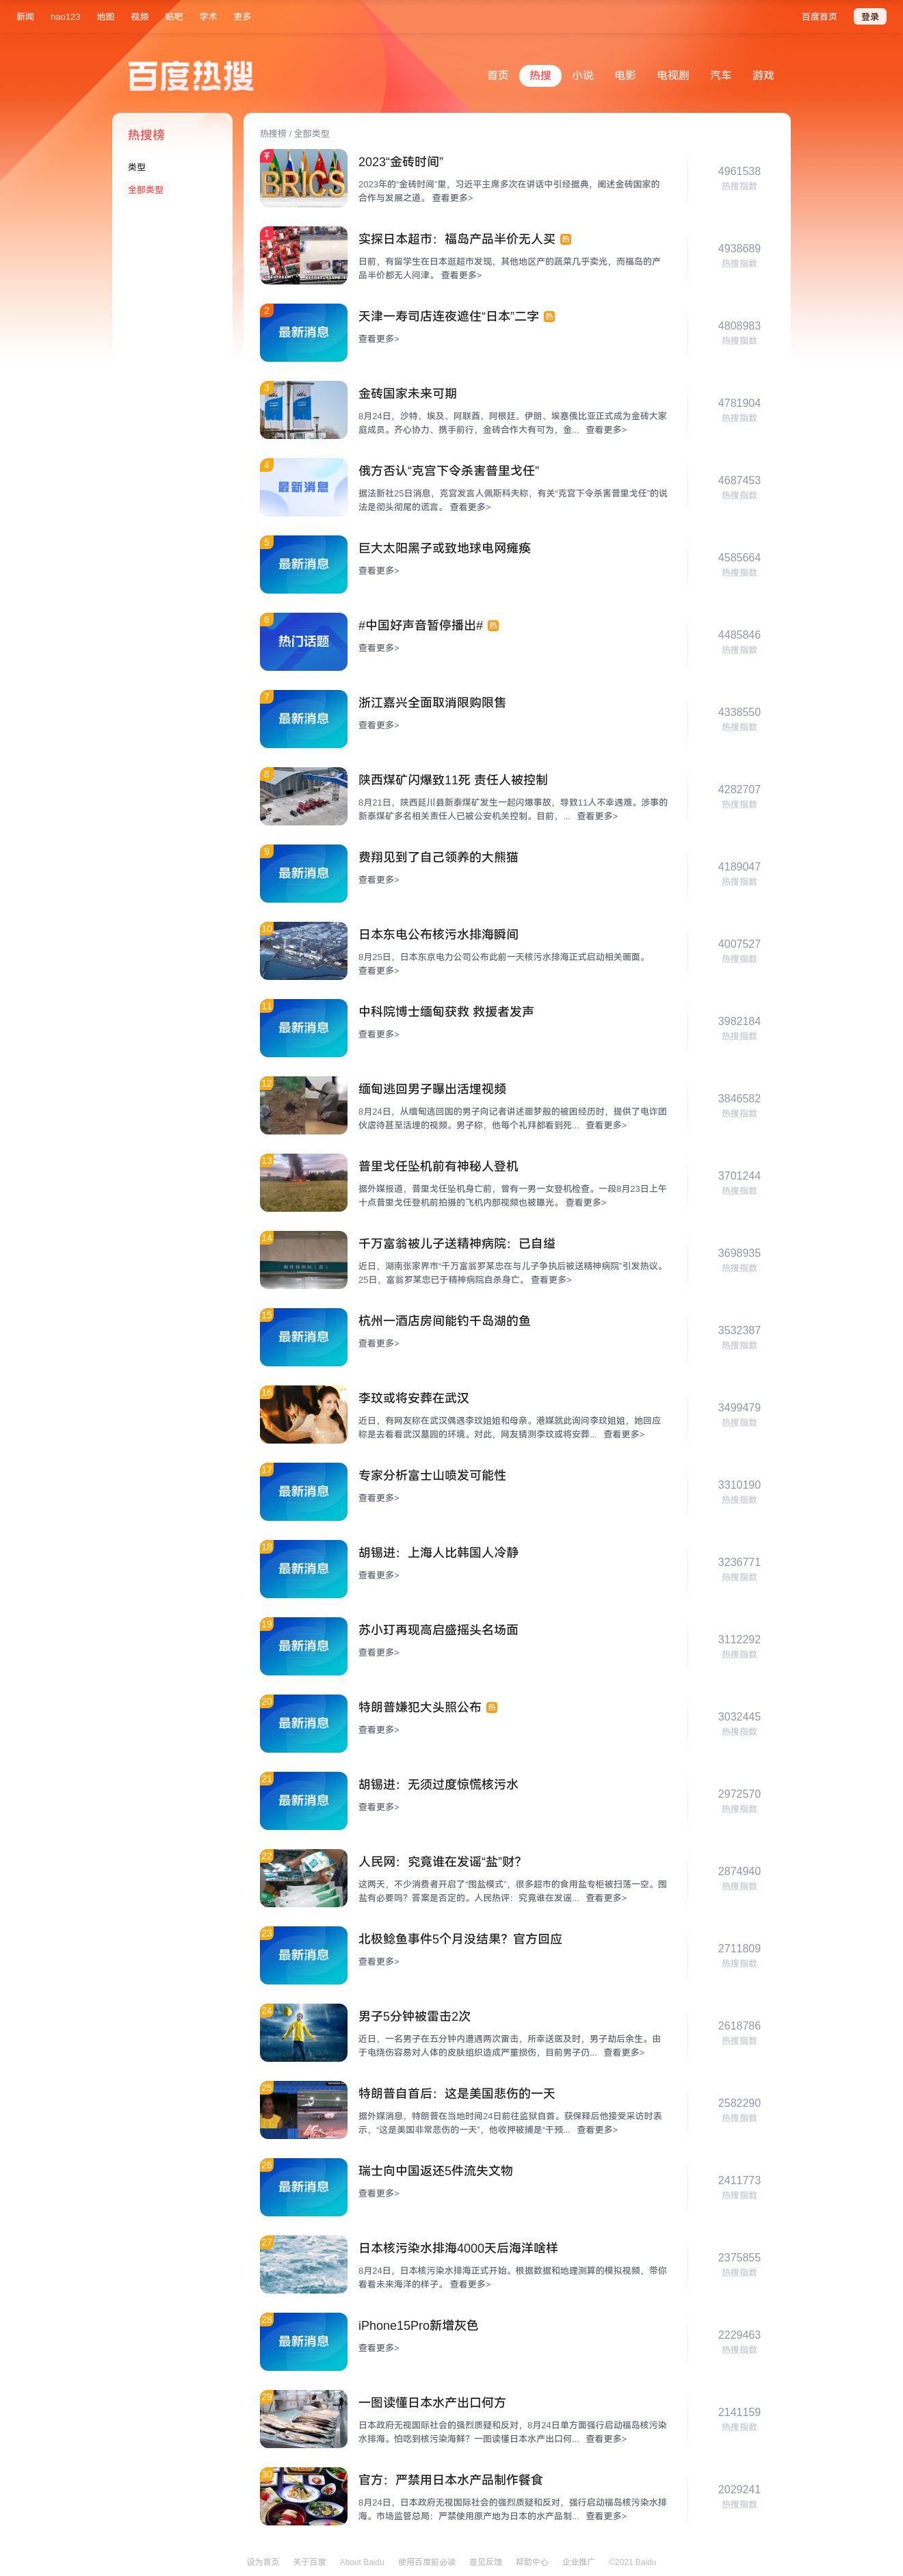 新闻 hao123 地图 视频 贴吧 学术 更多 百度首页 登录
百度热搜
首页 热搜 小说 电影 电视剧 汽车 游戏
热搜榜
类型
全部类型
热搜榜 / 全部类型
BRICS
2023“金砖时间”
2023年的“金砖时间”里，习近平主席多次在讲话中引经据典，阐述金砖国家的
合作与发展之道。 查看更多>
4961538
热搜指数
1
实探日本超市：福岛产品半价无人买 热
日前，有留学生在日本逛超市发现，其他地区产的蔬菜几乎卖光，而福岛的产
品半价都无人问津。 查看更多>
4938689
热搜指数
2
最新消息
天津一寿司店连夜遮住“日本”二字 热
查看更多>
4808983
热搜指数
3
金砖国家未来可期
8月24日，沙特、埃及、阿联酋、阿根廷、伊朗、埃塞俄比亚正式成为金砖大家
庭成员。齐心协力、携手前行，金砖合作大有可为，金... 查看更多>
4781904
热搜指数
4
最新消息
俄方否认“克宫下令杀害普里戈任”
据法新社25日消息，克宫发言人佩斯科夫称，有关“克宫下令杀害普里戈任”的说
法是彻头彻尾的谎言。 查看更多>
4687453
热搜指数
5
最新消息
巨大太阳黑子或致地球电网瘫痪
查看更多>
4585664
热搜指数
6
热门话题
#中国好声音暂停播出# 热
查看更多>
4485846
热搜指数
7
最新消息
浙江嘉兴全面取消限购限售
查看更多>
4338550
热搜指数
8
陕西煤矿闪爆致11死 责任人被控制
8月21日，陕西延川县新泰煤矿发生一起闪爆事故，导致11人不幸遇难。涉事的
新泰煤矿多名相关责任人已被公安机关控制。目前，... 查看更多>
4282707
热搜指数
9
最新消息
费翔见到了自己领养的大熊猫
查看更多>
4189047
热搜指数
10
日本东电公布核污水排海瞬间
8月25日，日本东京电力公司公布此前一天核污水排海正式启动相关画面。
查看更多>
4007527
热搜指数
11
最新消息
中科院博士缅甸获救 救援者发声
查看更多>
3982184
热搜指数
12
缅甸逃回男子曝出活埋视频
8月24日，从缅甸逃回国的男子向记者讲述噩梦般的被困经历时，提供了电诈团
伙虐待甚至活埋的视频。男子称，他每个礼拜都看到死... 查看更多>
3846582
热搜指数
13
普里戈任坠机前有神秘人登机
据外媒报道，普里戈任坠机身亡前，曾有一男一女登机检查。一段8月23日上午
十点普里戈任登机前拍摄的飞机内部视频也被曝光。 查看更多>
3701244
热搜指数
14
千万富翁被儿子送精神病院：已自缢
近日，湖南张家界市“千万富翁罗某忠在与儿子争执后被送精神病院”引发热议。
25日，富翁罗某忠已于精神病院自杀身亡。 查看更多>
3698935
热搜指数
15
最新消息
杭州一酒店房间能钓千岛湖的鱼
查看更多>
3532387
热搜指数
16
李玟或将安葬在武汉
近日，有网友称在武汉偶遇李玟姐姐和母亲。港媒就此询问李玟姐姐，她回应
称是去看看武汉墓园的环境。对此，网友猜测李玟或将安葬... 查看更多>
3499479
热搜指数
17
最新消息
专家分析富士山喷发可能性
查看更多>
3310190
热搜指数
18
最新消息
胡锡进：上海人比韩国人冷静
查看更多>
3236771
热搜指数
19
最新消息
苏小玎再现高启盛摇头名场面
查看更多>
3112292
热搜指数
20
最新消息
特朗普嫌犯大头照公布 热
查看更多>
3032445
热搜指数
21
最新消息
胡锡进：无须过度惊慌核污水
查看更多>
2972570
热搜指数
22
人民网：究竟谁在发谣“盐”财？
这两天，不少消费者开启了“囤盐模式”，很多超市的食用盐专柜被扫荡一空。囤
盐有必要吗？答案是否定的。人民热评：究竟谁在发谣... 查看更多>
2874940
热搜指数
23
最新消息
北极鲶鱼事件5个月没结果？官方回应
查看更多>
2711809
热搜指数
24
男子5分钟被雷击2次
近日，一名男子在五分钟内遭遇两次雷击，所幸送医及时，男子劫后余生。由
于电烧伤容易对人体的皮肤组织造成严重损伤，目前男子仍... 查看更多>
2618786
热搜指数
25
特朗普自首后：这是美国悲伤的一天
据外媒消息，特朗普在当地时间24日前往监狱自首。获保释后他接受采访时表
示，“这是美国非常悲伤的一天”，他收押被捕是“干预... 查看更多>
2582290
热搜指数
26
最新消息
瑞士向中国返还5件流失文物
查看更多>
2411773
热搜指数
27
日本核污染水排海4000天后海洋啥样
8月24日，日本核污染水排海正式开始。根据数据和地理测算的模拟视频，带你
看看未来海洋的样子。 查看更多>
2375855
热搜指数
28
最新消息
iPhone15Pro新增灰色
查看更多>
2229463
热搜指数
29
一图读懂日本水产出口何方
日本政府无视国际社会的强烈质疑和反对，8月24日单方面强行启动福岛核污染
水排海。怕吃到核污染海鲜？一图读懂日本水产出口何... 查看更多>
2141159
热搜指数
30
官方：严禁用日本水产品制作餐食
8月24日，日本政府无视国际社会的强烈质疑和反对，强行启动福岛核污染水排
海。市场监管总局：严禁使用原产地为日本的水产品制... 查看更多>
2029241
热搜指数
设为首页 关于百度 About Baidu 使用百度前必读 意见反馈 帮助中心 企业推广 ©2021 Baidu